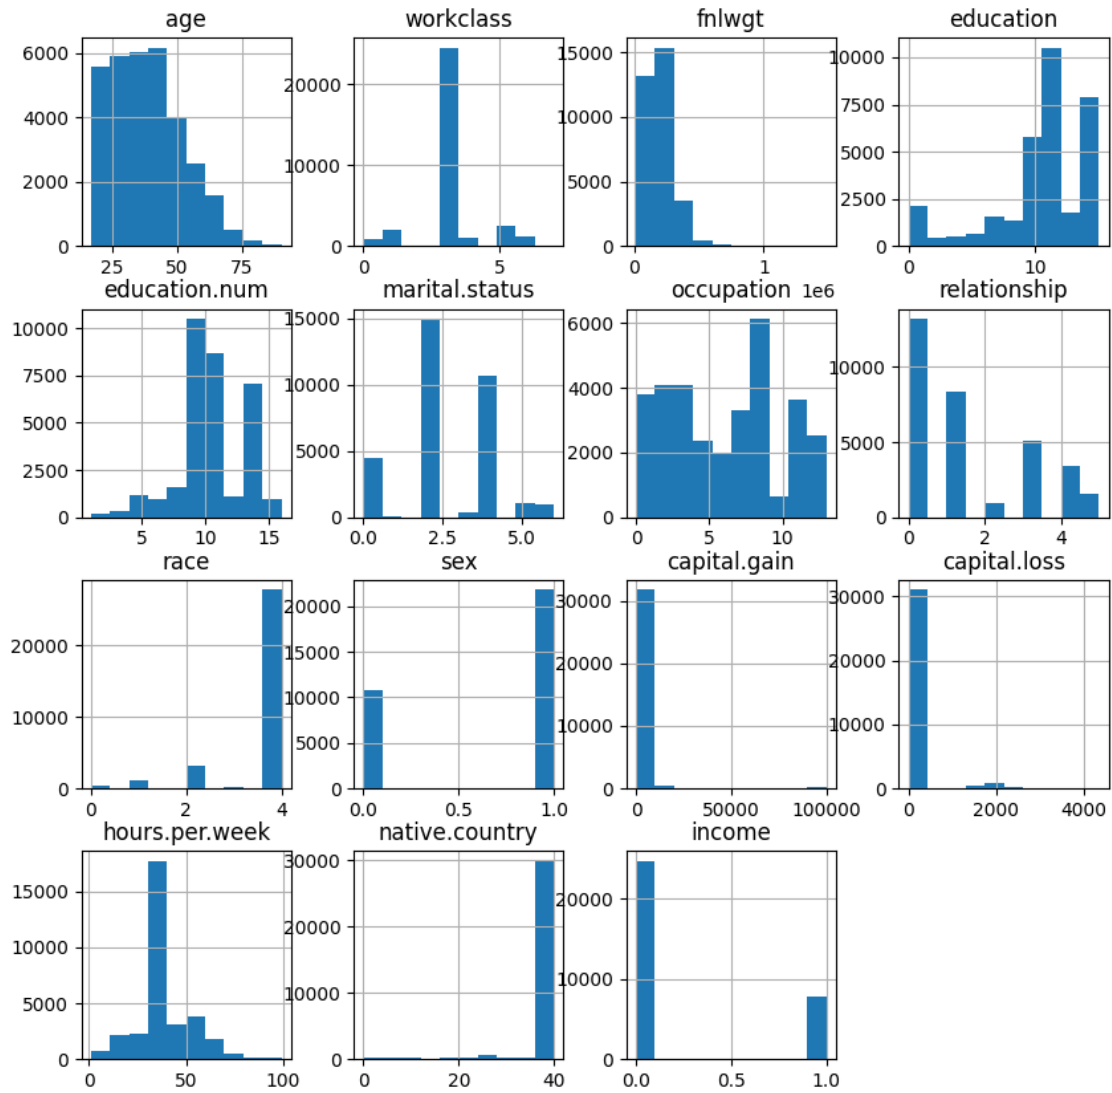 age workclass fnlwgt education
6000 4000 2000 0
25 50 75
20000 10000 0
0 5
15000 10000 5000 0
0 1
1e6
10000 7500 5000 2500 0
0 10
education.num marital.status occupation relationship
10000 7500 5000 2500 0
5 10 15
15000 10000 5000 0
0.0 2.5 5.0
6000 4000 2000 0
0 5 10
10000 5000 0
0 2 4
race sex capital.gain capital.loss
20000 10000 0
0 2 4
20000 15000 10000 5000 0
0.0 0.5 1.0
30000 20000 10000 0
0 50000 100000
30000 20000 10000 0
0 2000 4000
hours.per.week native.country income
15000 10000 5000 0
0 50 100
30000 20000 10000 0
0 20 40
20000 10000 0
0.0 0.5 1.0